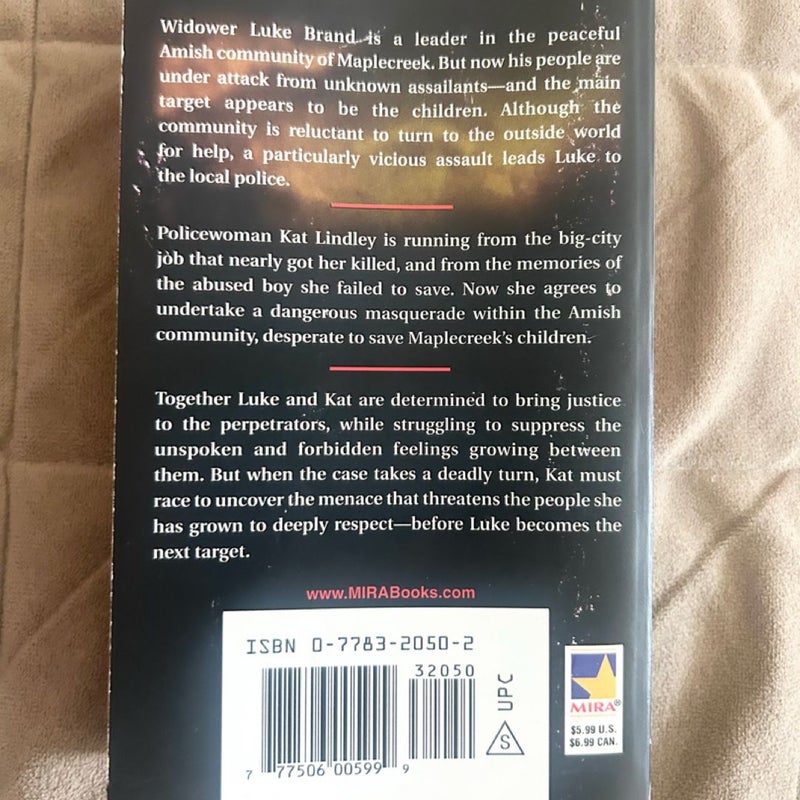 Widower Luke Brand is a leader in the peaceful
Amish community of Maplecreek. But now his people are
under attack from unknown assailants—and the main
target appears to be the children. Although the
community is reluctant to turn to the outside world
for help, a particularly vicious assault leads Luke to
the local police.
Policewoman Kat Lindley is running from the big-city
job that nearly got her killed, and from the memories of
the abused boy she failed to save. Now she agrees to
undertake a dangerous masquerade within the Amish
community, desperate to save Maplecreek's children.
Together Luke and Kat are determined to bring justice
to the perpetrators, while struggling to suppress the
unspoken and forbidden feelings growing between
them. But when the case takes a deadly turn, Kat must
race to uncover the menace that threatens the people she
has grown to deeply respect—before Luke becomes the
next target.
www.MIRABooks.com
ISBN 0-7783-2050-2
32050
UPC
S
7 77506 00599 9
MIRA®
$5.99 U.S.
$6.99 CAN.